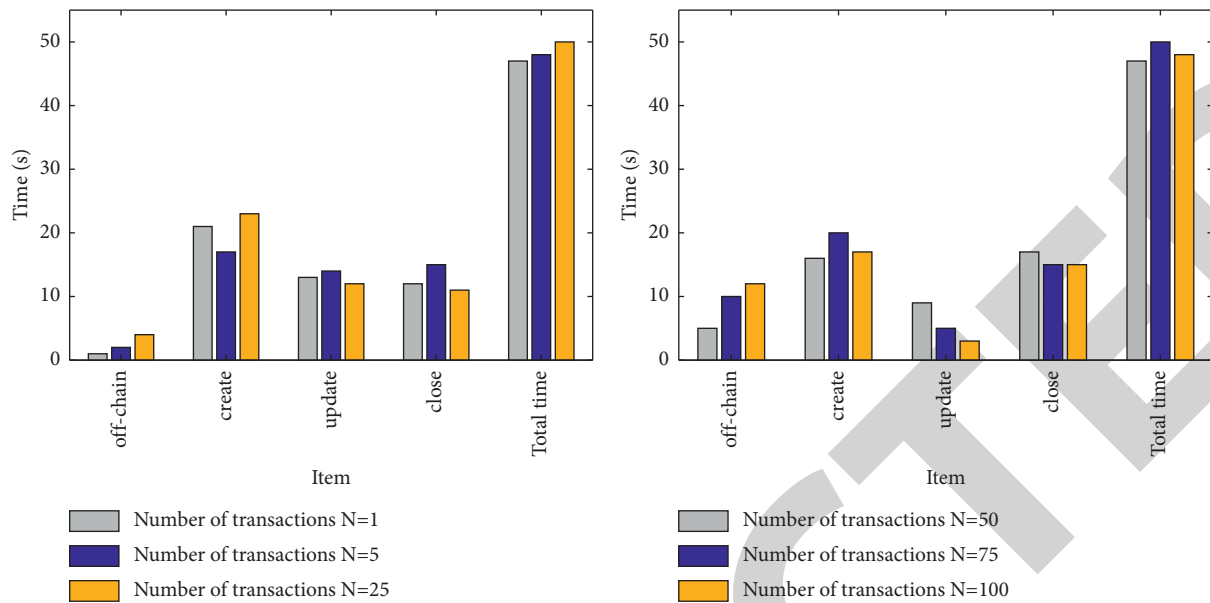 50
40
30
20
10
0
Time (s)
off-chain
create
update
close
Total time
Item
Number of transactions N=1
Number of transactions N=5
Number of transactions N=25
50
40
30
20
10
0
Time (s)
off-chain
create
update
close
Total time
Item
Number of transactions N=50
Number of transactions N=75
Number of transactions N=100
CTE